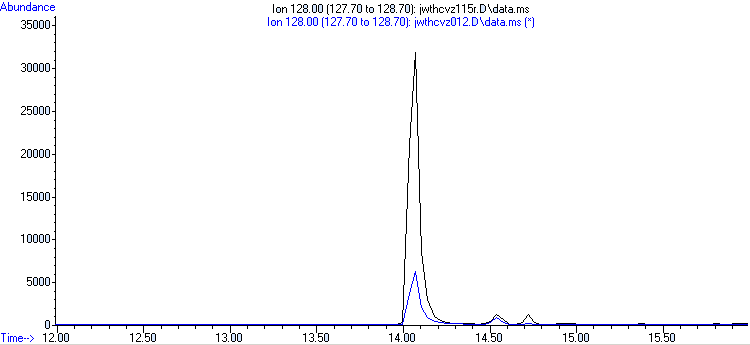 Abundance
Ion 128.00 (127.70 to 128.70): jwthcvz115r.D\data.ms
Ion 128.00 (127.70 to 128.70): jwthcvz012.D\data.ms (*)
35000
30000
25000
20000
15000
10000
5000
0
12.00 12.50 13.00 13.50 14.00 14.50 15.00 15.50
Time-->